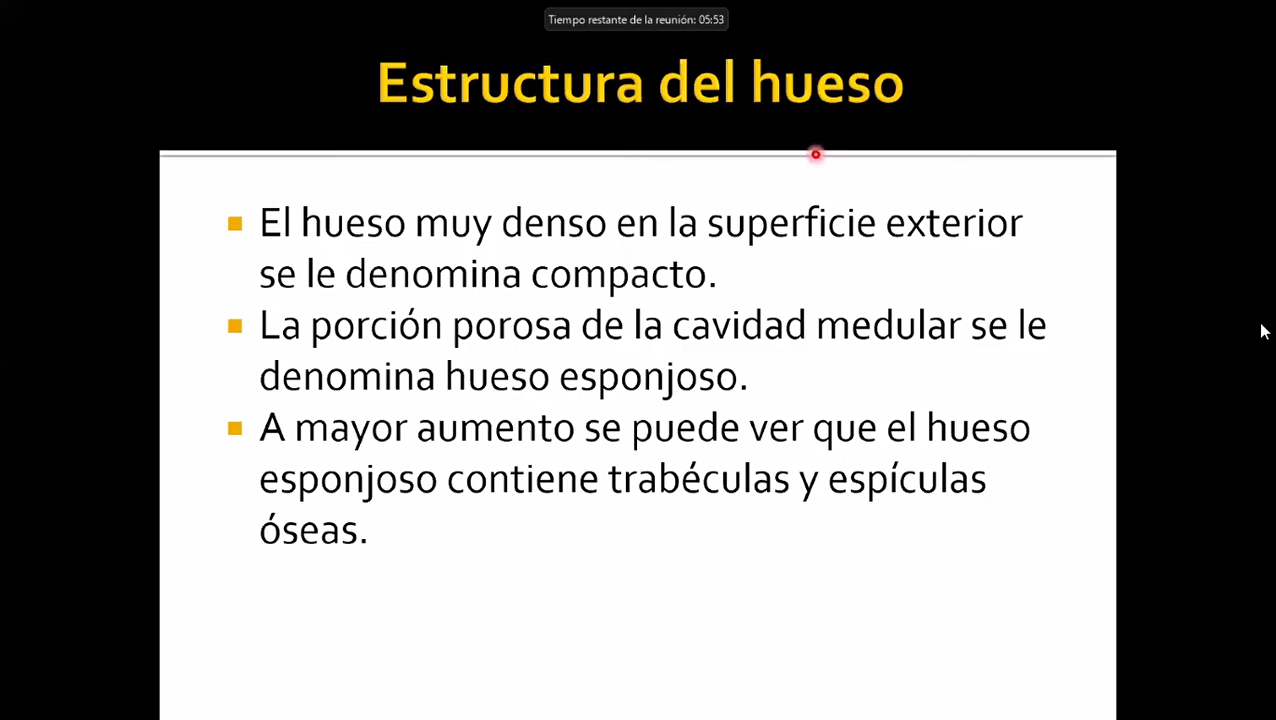 Tiempo restante de la reunión: 05:53
Estructura del hueso
El hueso muy denso en la superficie exterior
se le denomina compacto.
La porción porosa de la cavidad medular se le
denomina hueso esponjoso.
A mayor aumento se puede ver que el hueso
esponjoso contiene trabéculas y espículas
óseas.